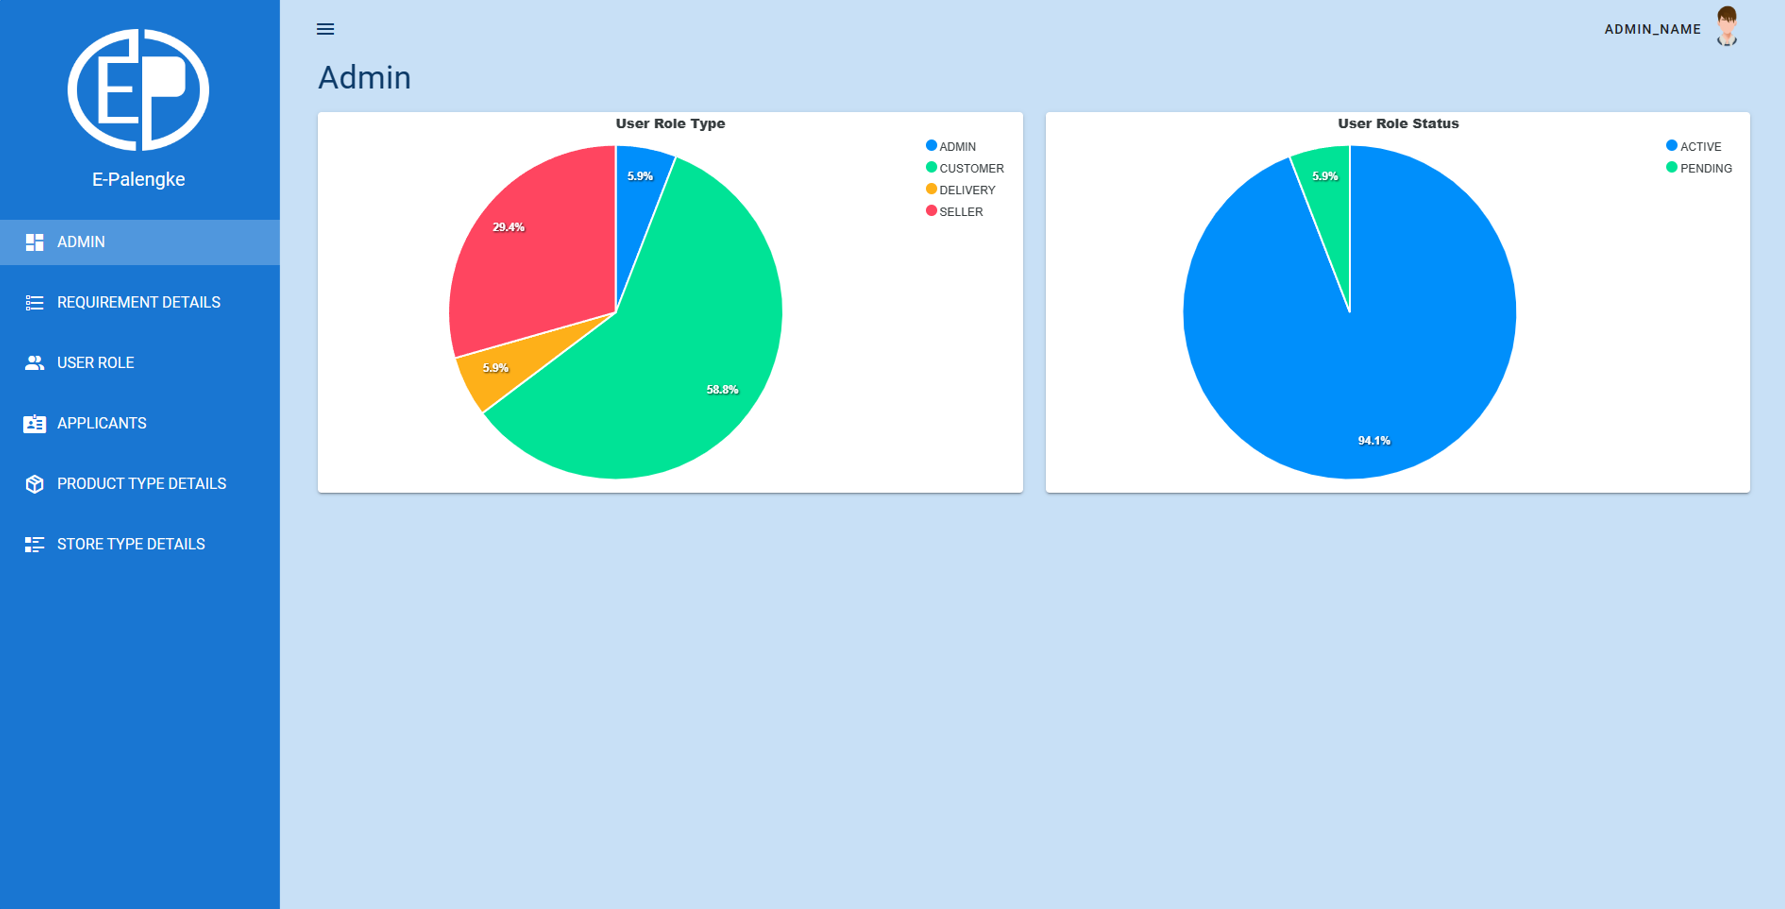 EP
E-Palengke
ADMIN
REQUIREMENT DETAILS
USER ROLE
APPLICANTS
PRODUCT TYPE DETAILS
STORE TYPE DETAILS
ADMIN_NAME
Admin
User Role Type
ADMIN
CUSTOMER
DELIVERY
SELLER
5.9%
29.4%
5.9%
58.8%
User Role Status
ACTIVE
PENDING
5.9%
94.1%